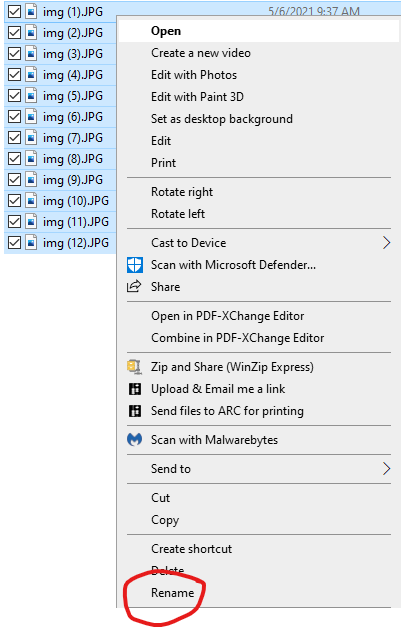 img (1).JPG
5/6/2021 9:37 AM
img (2).JPG
img (3).JPG
img (4).JPG
img (5).JPG
img (6).JPG
img (7).JPG
img (8).JPG
img (9).JPG
img (10).JPG
img (11).JPG
img (12).JPG
Open
Create a new video
Edit with Photos
Edit with Paint 3D
Set as desktop background
Edit
Print
Rotate right
Rotate left
Cast to Device
Scan with Microsoft Defender...
Share
Open in PDF-XChange Editor
Combine in PDF-XChange Editor
Zip and Share (WinZip Express)
Upload & Email me a link
Send files to ARC for printing
Scan with Malwarebytes
Send to
Cut
Copy
Create shortcut
Delete
Rename